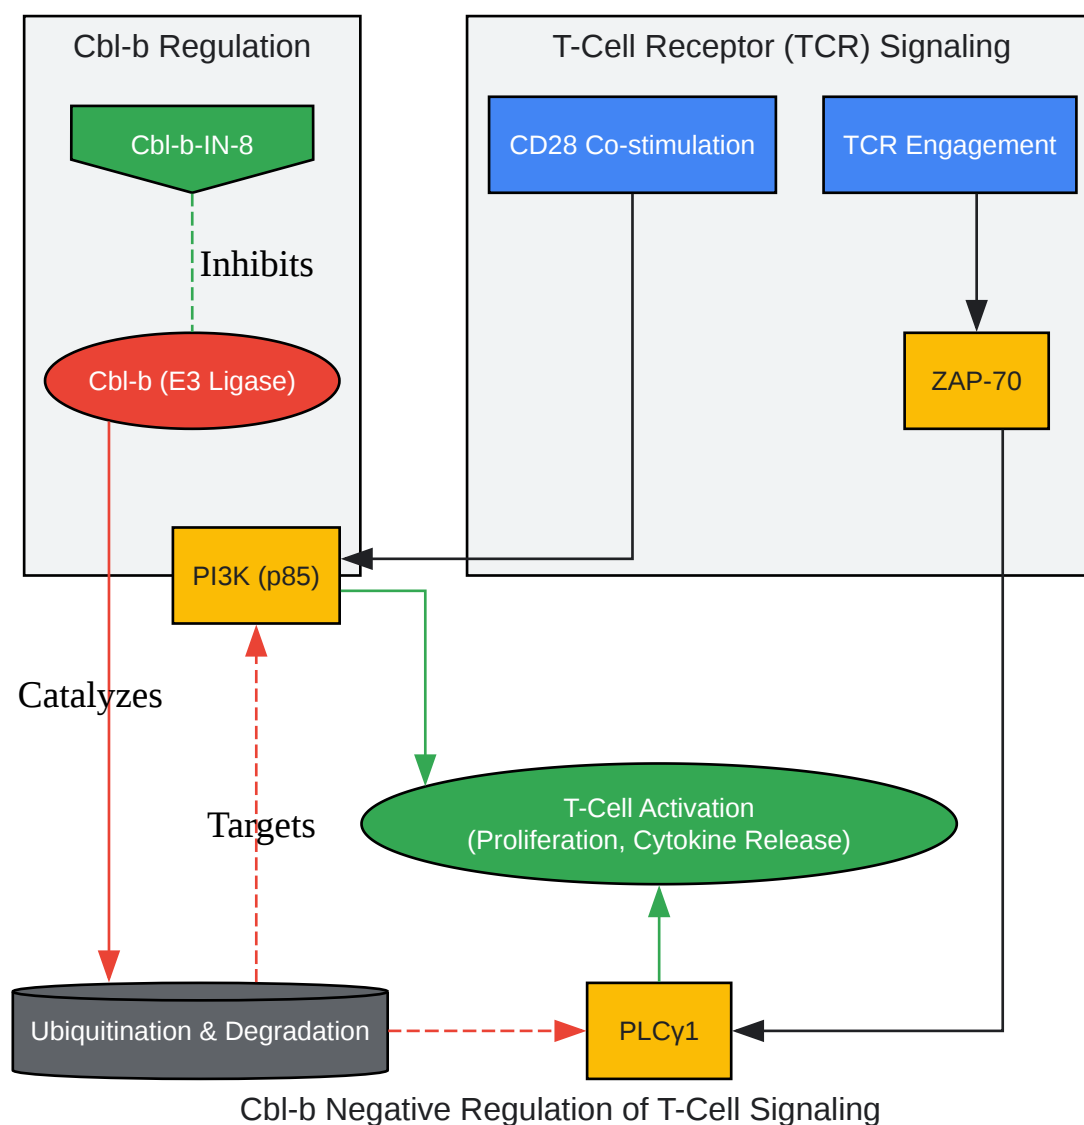 Cbl-b Regulation
T-Cell Receptor (TCR) Signaling
Cbl-b-IN-8
CD28 Co-stimulation
TCR Engagement
Inhibits
Cbl-b (E3 Ligase)
ZAP-70
PI3K (p85)
Catalyzes
Targets
T-Cell Activation
(Proliferation, Cytokine Release)
Ubiquitination & Degradation
PLCγ1
Cbl-b Negative Regulation of T-Cell Signaling